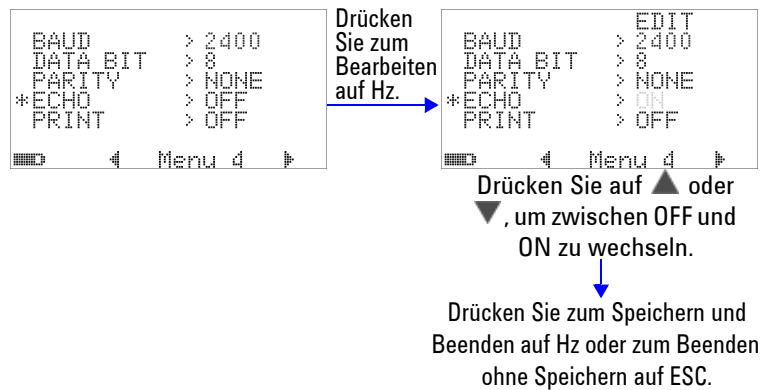 BAUD > 2400
DATA BIT > 8
PARITY > NONE
*ECHO > OFF
PRINT > OFF
Menu 4
Drücken
Sie zum
Bearbeiten
auf Hz.
EDIT
BAUD > 2400
DATA BIT > 8
PARITY > NONE
*ECHO > ON
PRINT > OFF
Menu 4
Drücken Sie auf ▲ oder
▼, um zwischen OFF und
ON zu wechseln.
Drücken Sie zum Speichern und
Beenden auf Hz oder zum Beenden
ohne Speichern auf ESC.